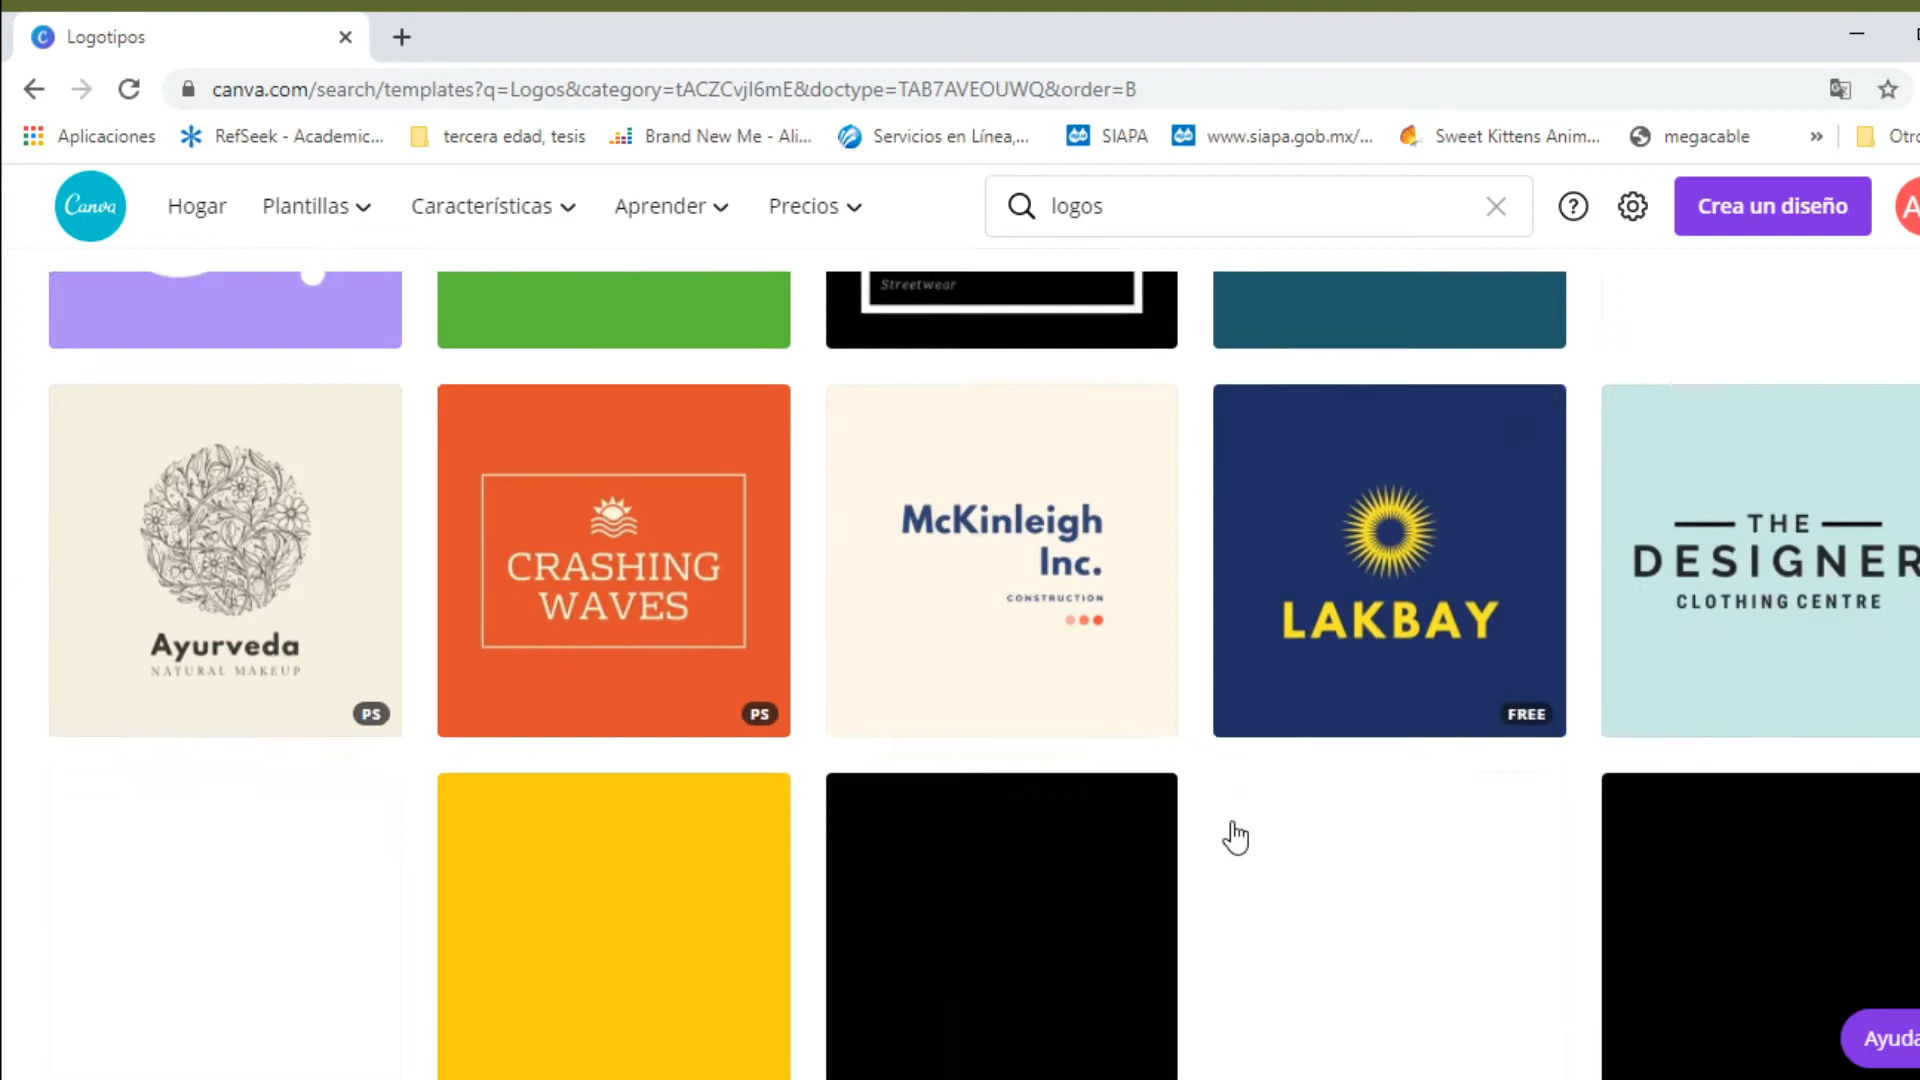 Logotipos
canva.com/search/templates?q=Logos&category=tACZCvjI6mE&doctype=TAB7AVEOUWQ&order=B
Aplicaciones
RefSeek - Academic...
tercera edad, tesis
Brand New Me - Ali...
Servicios en Línea,...
SIAPA
www.siapa.gob.mx/...
Sweet Kittens Anim...
megacable
»
Otro
Canva
Hogar
Plantillas
Características
Aprender
Precios
logos
Crea un diseño
A
Streetwear
Ayurveda
NATURAL MAKEUP
PS
CRASHING
WAVES
PS
McKinleigh
Inc.
CONSTRUCTION
LAKBAY
FREE
THE
DESIGNER
CLOTHING CENTRE
Ayuda